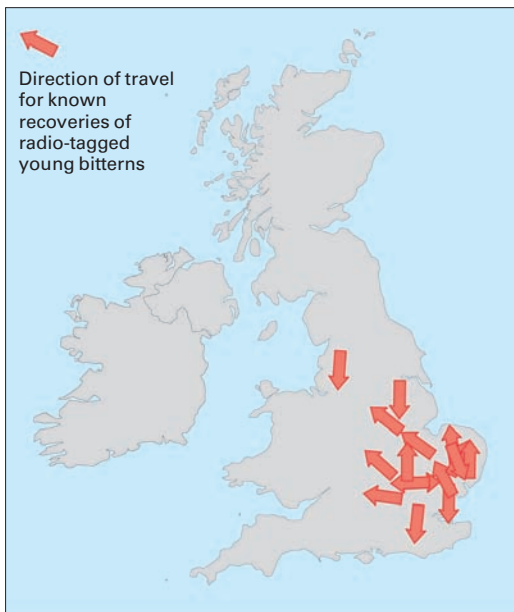 Direction of travel
for known
recoveries of
radio-tagged
young bitterns